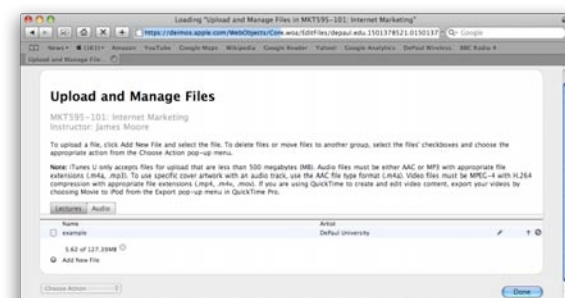 Loading "Upload and Manage Files in MKT595-101: Internet Marketing"
https://deimos.apple.com/WebObjects/Core.woa/EditFiles/depaul.edu.1501378521.0150137 Google
News (183) Amazon YouTube Google Maps Wikipedia Google Reader Yahoo! Google Analytics DePaul Wireless BBC Radio 4
Upload and Manage File...
Upload and Manage Files
MKT595-101: Internet Marketing
Instructor: James Moore
To upload a file, click Add New File and select the file. To delete files or move files to another group, select the files' checkboxes and choose the
appropriate action from the Choose Action pop-up menu.
Note: iTunes U only accepts files for upload that are less than 500 megabytes (MB). Audio files must be either AAC or MP3 with appropriate file
extensions (.m4a, .mp3). To use specific cover artwork with an audio track, use the AAC file type format (.m4a). Video files must be MPEG-4 with H.264
compression with appropriate file extensions (.mp4, .m4v, .mov). If you are using QuickTime to create and edit video content, export your videos by
choosing Movie to iPod from the Export pop-up menu in QuickTime Pro.
Lectures Audio
Name Artist
example DePaul University
5.62 of 127.39MB
Add New File
Choose Action
Done